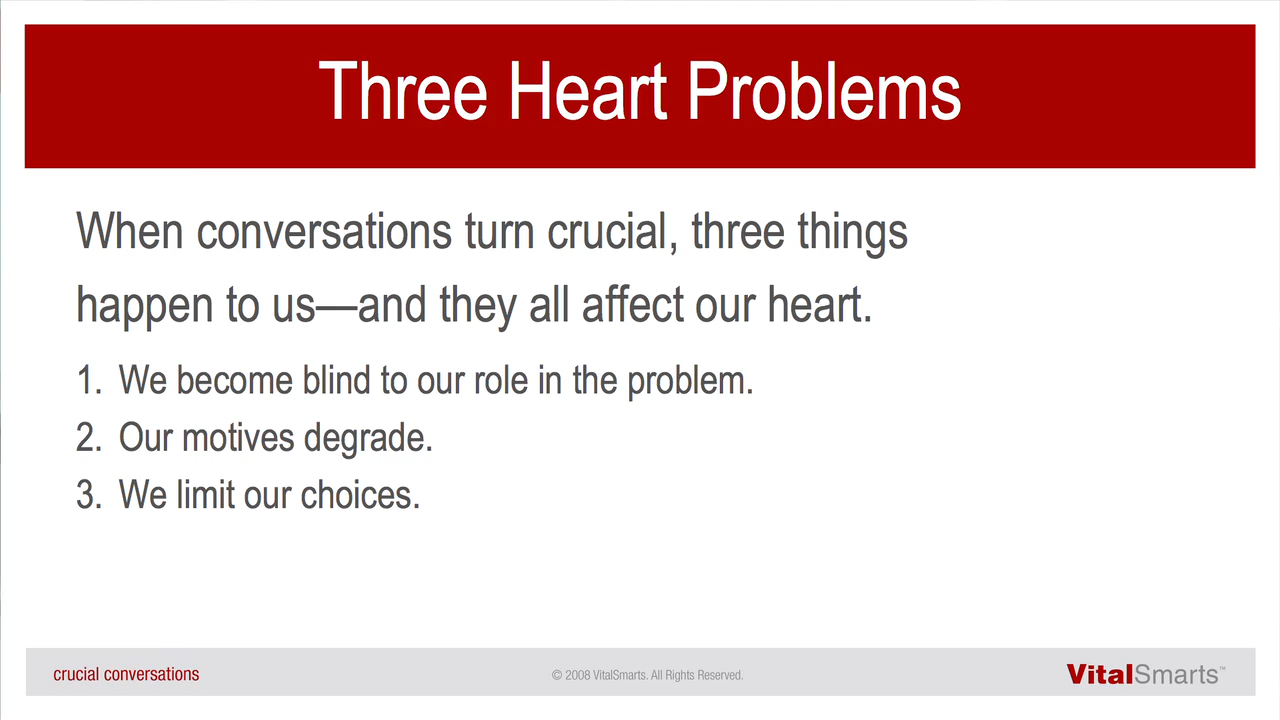 Three Heart Problems
When conversations turn crucial, three things
happen to us—and they all affect our heart.
1. We become blind to our role in the problem.
2. Our motives degrade.
3. We limit our choices.
crucial conversations
© 2008 VitalSmarts. All Rights Reserved.
VitalSmarts™